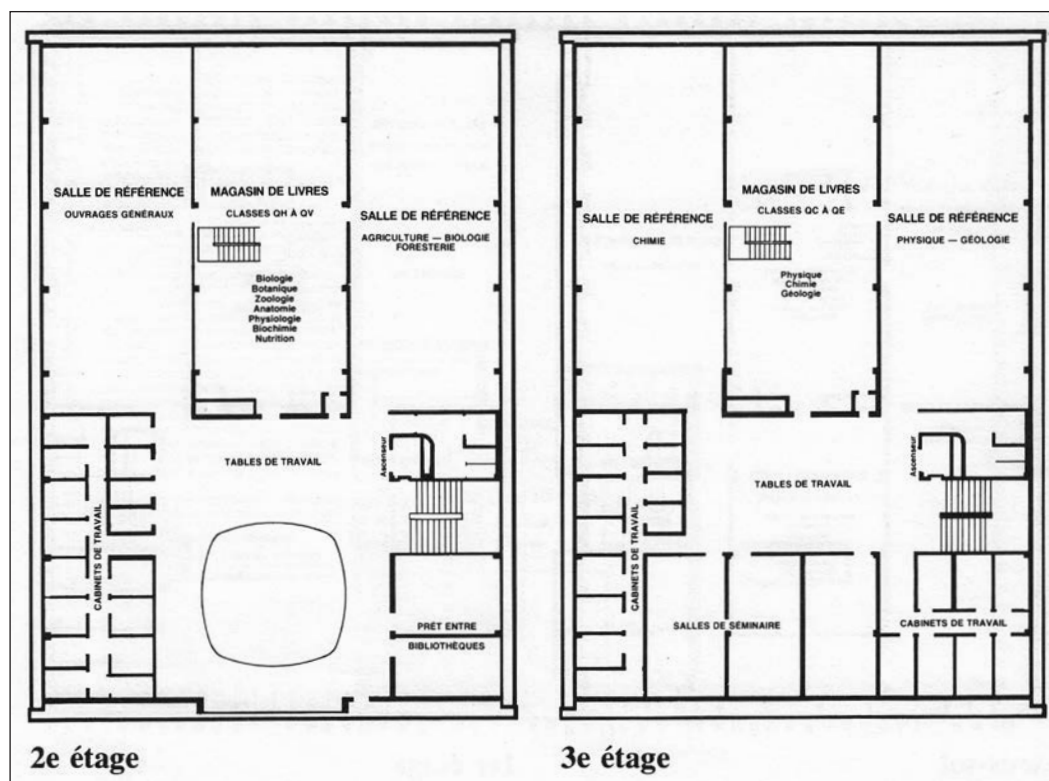 SALLE DE RÉFÉRENCE
OUVRAGES GÉNÉRAUX
MAGASIN DE LIVRES
CLASSES QH À QV
SALLE DE RÉFÉRENCE
AGRICULTURE — BIOLOGIE
FORESTERIE
Biologie
Botanique
Zoologie
Anatomie
Physiologie
Biochimie
Nutrition
TABLES DE TRAVAIL
Ascenseur
CABINETS DE TRAVAIL
PRÊT ENTRE
BIBLIOTHÈQUES
2e étage
SALLE DE RÉFÉRENCE
CHIMIE
MAGASIN DE LIVRES
CLASSES QC À QE
SALLE DE RÉFÉRENCE
PHYSIQUE — GÉOLOGIE
Physique
Chimie
Géologie
TABLES DE TRAVAIL
Ascenseur
CABINETS DE TRAVAIL
SALLES DE SÉMINAIRE
CABINETS DE TRAVAIL
3e étage